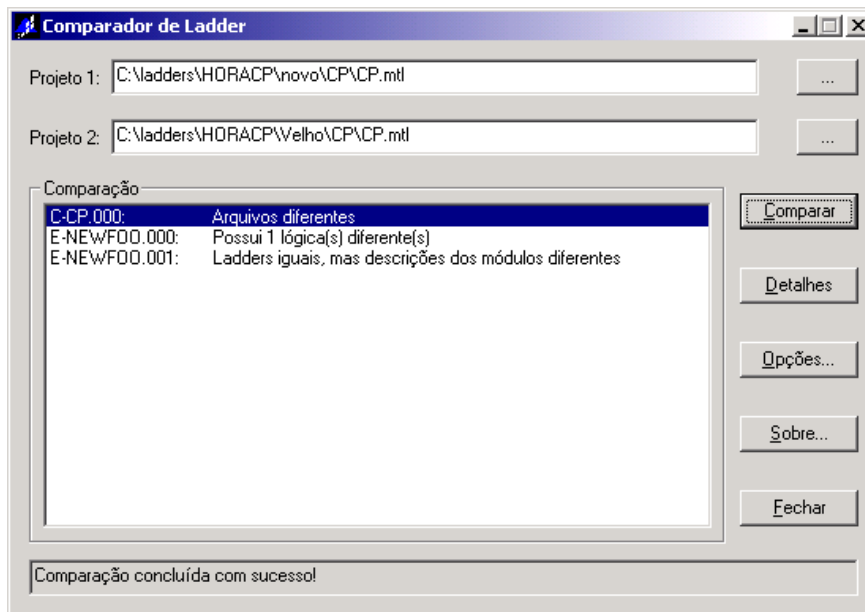 Comparador de Ladder
Projeto 1: C:\ladders\HORACP\novo\CP\CP.mtl ...
Projeto 2: C:\ladders\HORACP\Velho\CP\CP.mtl ...
Comparação
C-CP.000: Arquivos diferentes
E-NEWFOO.000: Possui 1 lógica(s) diferente(s)
E-NEWFOO.001: Ladders iguais, mas descrições dos módulos diferentes
Comparar
Detalhes
Opções...
Sobre...
Fechar
Comparação concluída com sucesso!